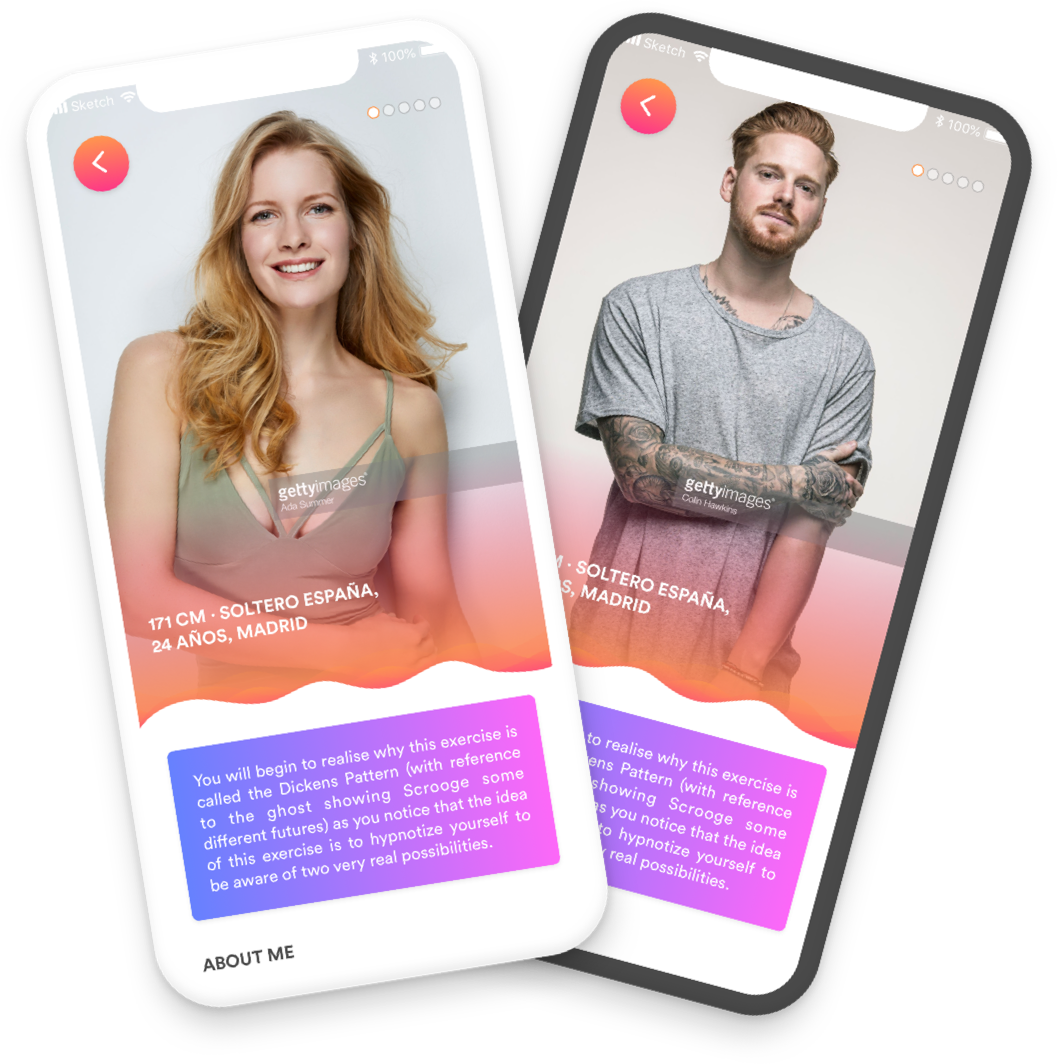 Sketch
100%
gettyimages®
Ada Summer
171 CM · SOLTERO ESPAÑA,
24 AÑOS, MADRID
You will begin to realise why this exercise is
called the Dickens Pattern (with reference
to the ghost showing Scrooge some
different futures) as you notice that the idea
of this exercise is to hypnotize yourself to
be aware of two very real possibilities.
ABOUT ME
Sketch
100%
gettyimages®
Colin Hawkins
M · SOLTERO ESPAÑA,
S, MADRID
to realise why this exercise is
ens Pattern (with reference
showing Scrooge some
as you notice that the idea
to hypnotize yourself to
y real possibilities.